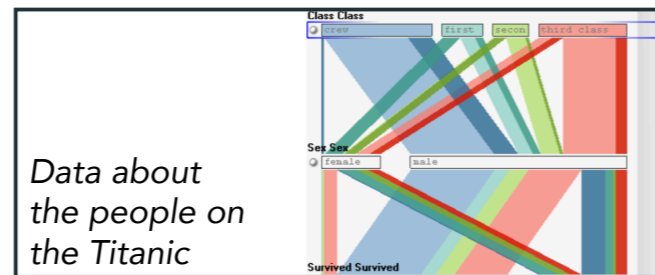 Class Class
crew
first
secon
third class
Sex Sex
female
male
Data about
the people on
the Titanic
Survived Survived